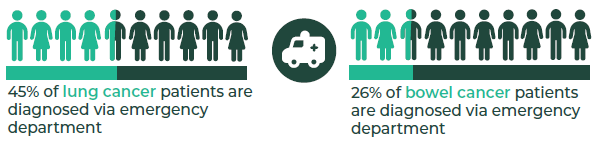 45% of lung cancer patients are
diagnosed via emergency
department
26% of bowel cancer patients
are diagnosed via emergency
department